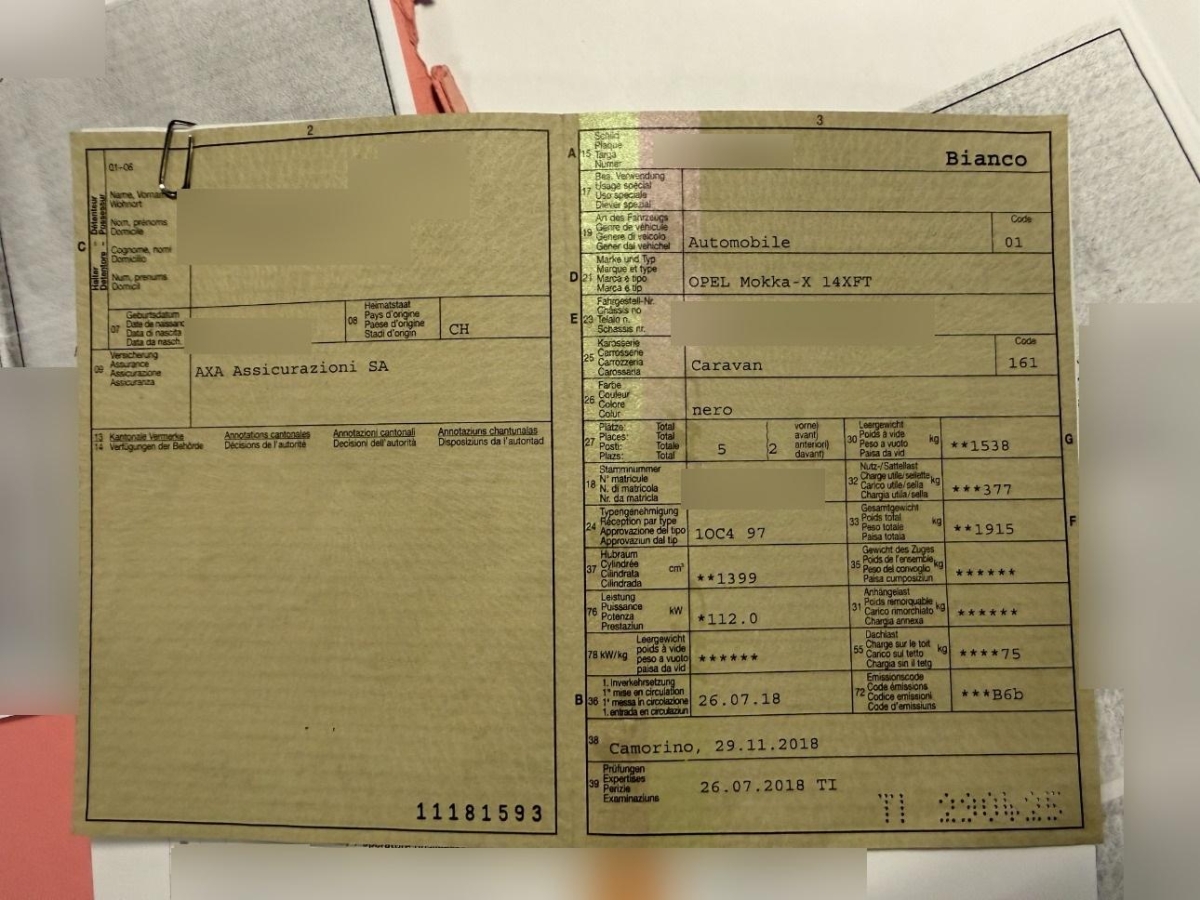 2
01-06
C
Halter - Détenteur
Detentore - Possessur
Name, Vorname
Wohnort
Nom, prénoms
Domicile
Cognome, nomi
Domicilio
Num, prenums
Domicil
07
Geburtsdatum
Date de naissanc
Data di nascita
Data da nasch.
08
Heimatstaat
Pays d'origine
Paese d'origine
Stadi d'origin
CH
09
Versicherung
Assurance
Assicurazione
Assicuranza
AXA Assicurazioni SA
13 Kantonale Vermerke Annotations cantonales Annotazioni cantonali Annotaziuns chantunalas
14 Verfügungen der Behörde Décisions de l'autorité Decisioni dell'autorità Disposiziuns da l'autoritad
11181593
3
A 15
Schild
Plaque
Targa
Numer
Bianco
17
Bes. Verwendung
Usage spécial
Uso speciale
Diever spezial
19
Art des Fahrzeugs
Genre de véhicule
Genere di veicolo
Gener dal vehichel
Automobile
Code
01
D 21
Marke und Typ
Marque et type
Marca e tipo
Marca e tip
OPEL Mokka-X 14XFT
E 23
Fahrgestell-Nr.
Châssis no
Telaio n.
Schassis nr.
25
Karosserie
Carrosserie
Carrozzeria
Carossaria
Caravan
Code
161
26
Farbe
Couleur
Colore
Colur
nero
27
Plätze: Total
Places: Total
Posti: Totale
Plazs: Total
5
2
vorne)
avant)
anteriori)
davant)
30
Leergewicht
Poids à vide
Peso a vuoto
Paisa da vid
kg
**1538
G
18
Stammnummer
N° matricule
N. di matricola
Nr. da matricla
32
Nutz-/Sattellast
Charge utile/sellette
Carico utile/sella
Chargia utila/sella
kg
***377
24
Typengenehmigung
Réception par type
Approvazione del tipo
Approvaziun dal tip
1OC4 97
33
Gesamtgewicht
Poids total
Peso totale
Paisa totala
kg
**1915
F
37
Hubraum
Cylindrée
Cilindrata
Cilindrada
cm³
**1399
35
Gewicht des Zuges
Poids de l'ensemble
Peso del convoglio
Paisa cumposiziun
kg
******
76
Leistung
Puissance
Potenza
Prestaziun
kW
*112.0
31
Anhängelast
Poids remorquable
Carico rimorchiato
Chargia annexa
kg
******
78 kW/kg
Leergewicht
poids à vide
peso a vuoto
paisa da vid
******
55
Dachlast
Charge sur le toit
Carico sul tetto
Chargia sin il tetg
kg
****75
B 36
1. Inverkehrsetzung
1re mise en circulation
1a messa in circolazione
1. entrada en circulaziun
26.07.18
72
Emissionscode
Code émissions
Codice emissioni
Code d'emissiuns
***B6b
38
Camorino, 29.11.2018
39
Prüfungen
Expertises
Perizie
Examinaziuns
26.07.2018 TI
TI 290435